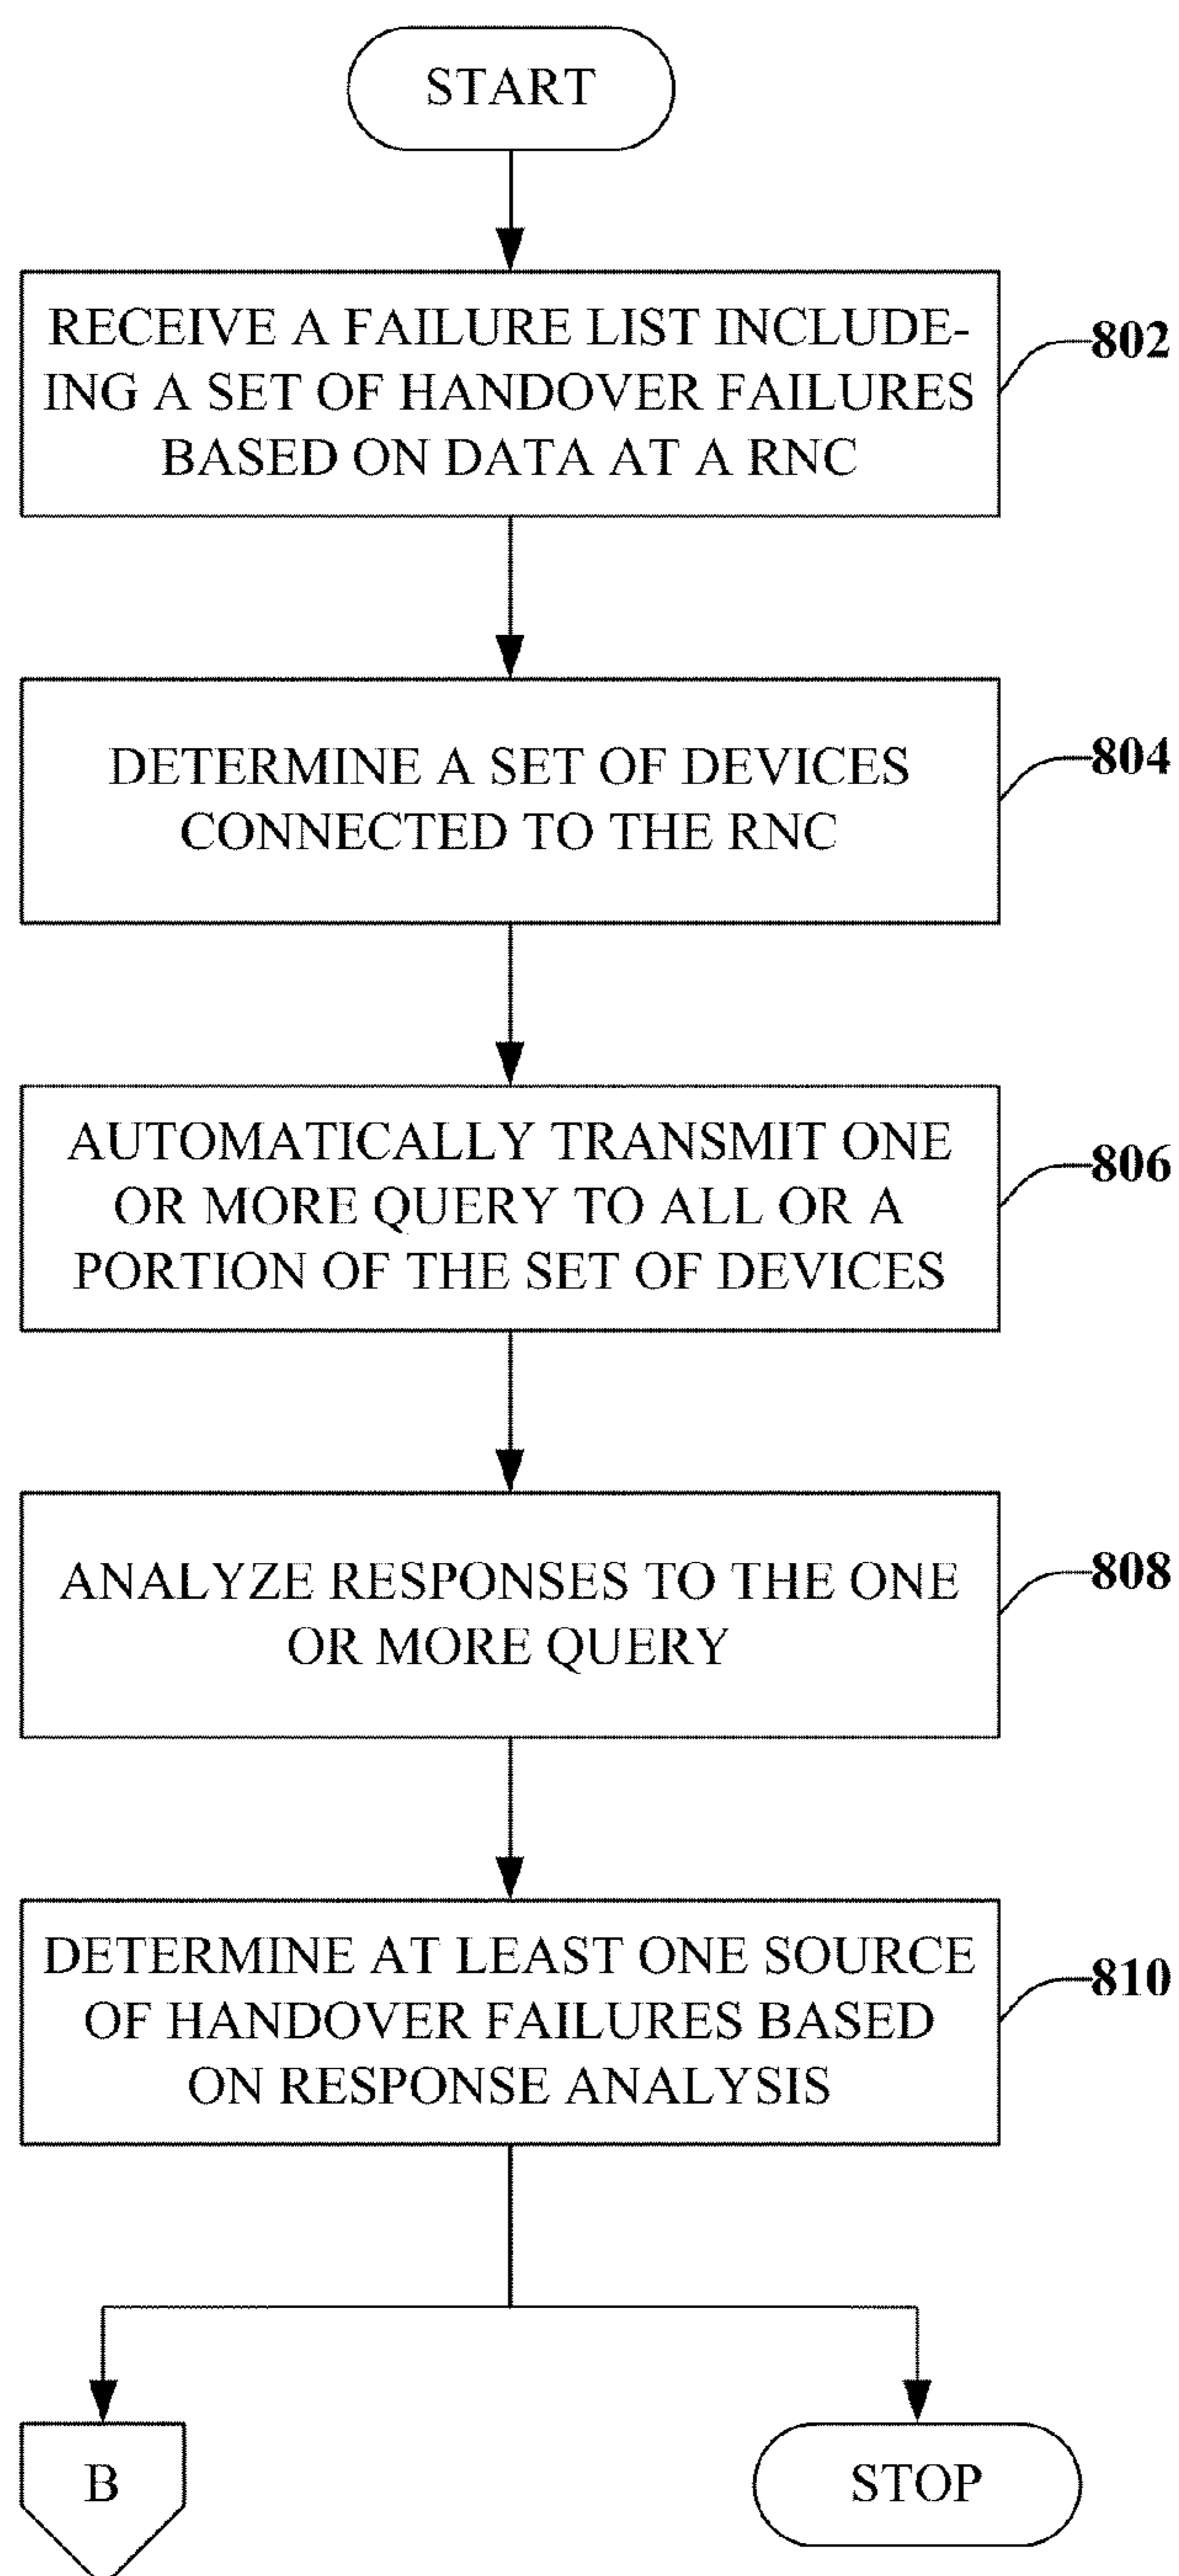 START
RECEIVE A FAILURE LIST INCLUDE-
ING A SET OF HANDOVER FAILURES
BASED ON DATA AT A RNC
802
DETERMINE A SET OF DEVICES
CONNECTED TO THE RNC
804
AUTOMATICALLY TRANSMIT ONE
OR MORE QUERY TO ALL OR A
PORTION OF THE SET OF DEVICES
806
ANALYZE RESPONSES TO THE ONE
OR MORE QUERY
808
DETERMINE AT LEAST ONE SOURCE
OF HANDOVER FAILURES BASED
ON RESPONSE ANALYSIS
810
B
STOP